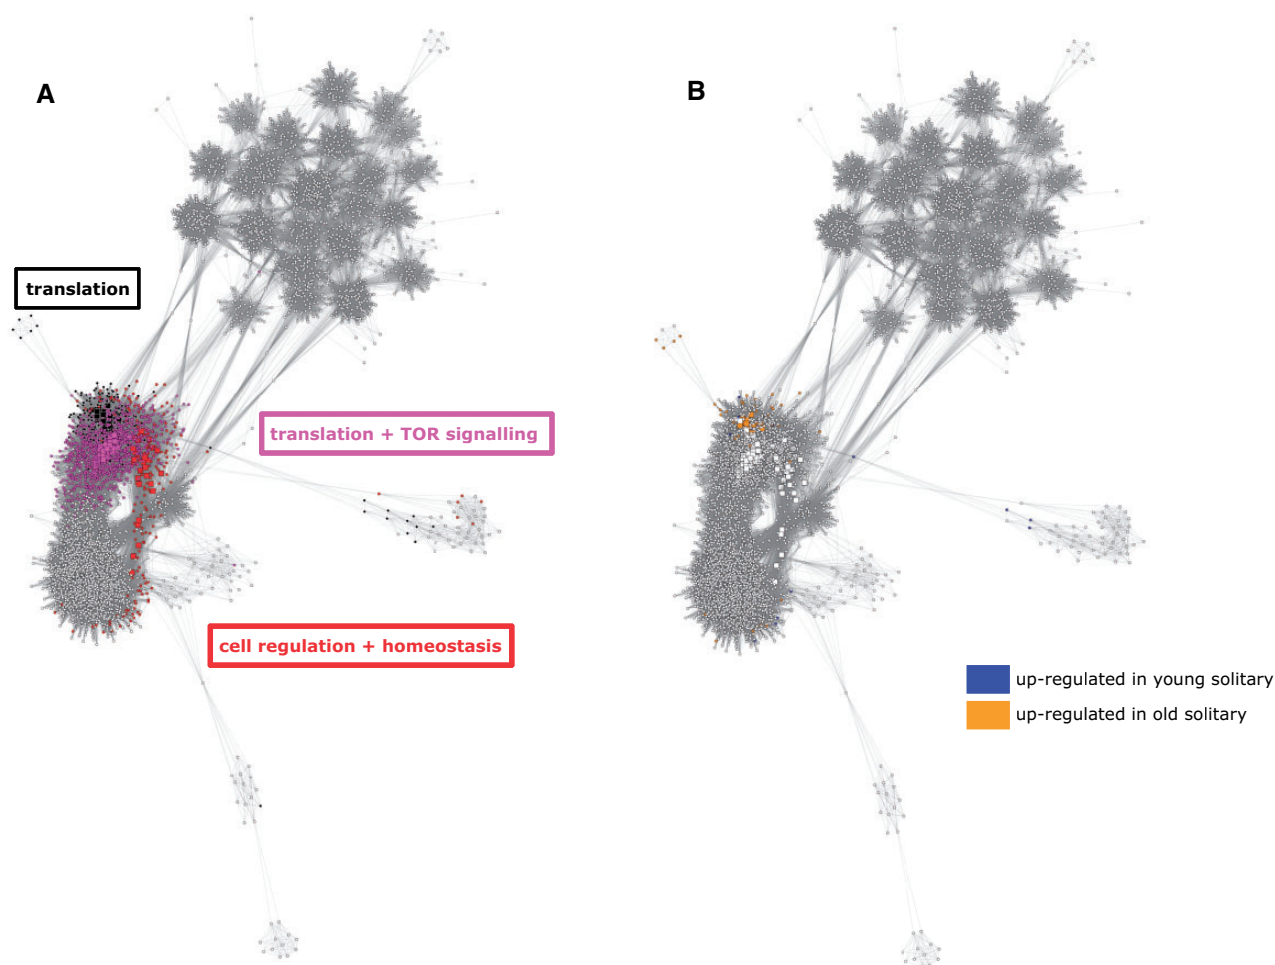 A
B
translation
translation + TOR signalling
cell regulation + homeostasis
up-regulated in young solitary
up-regulated in old solitary